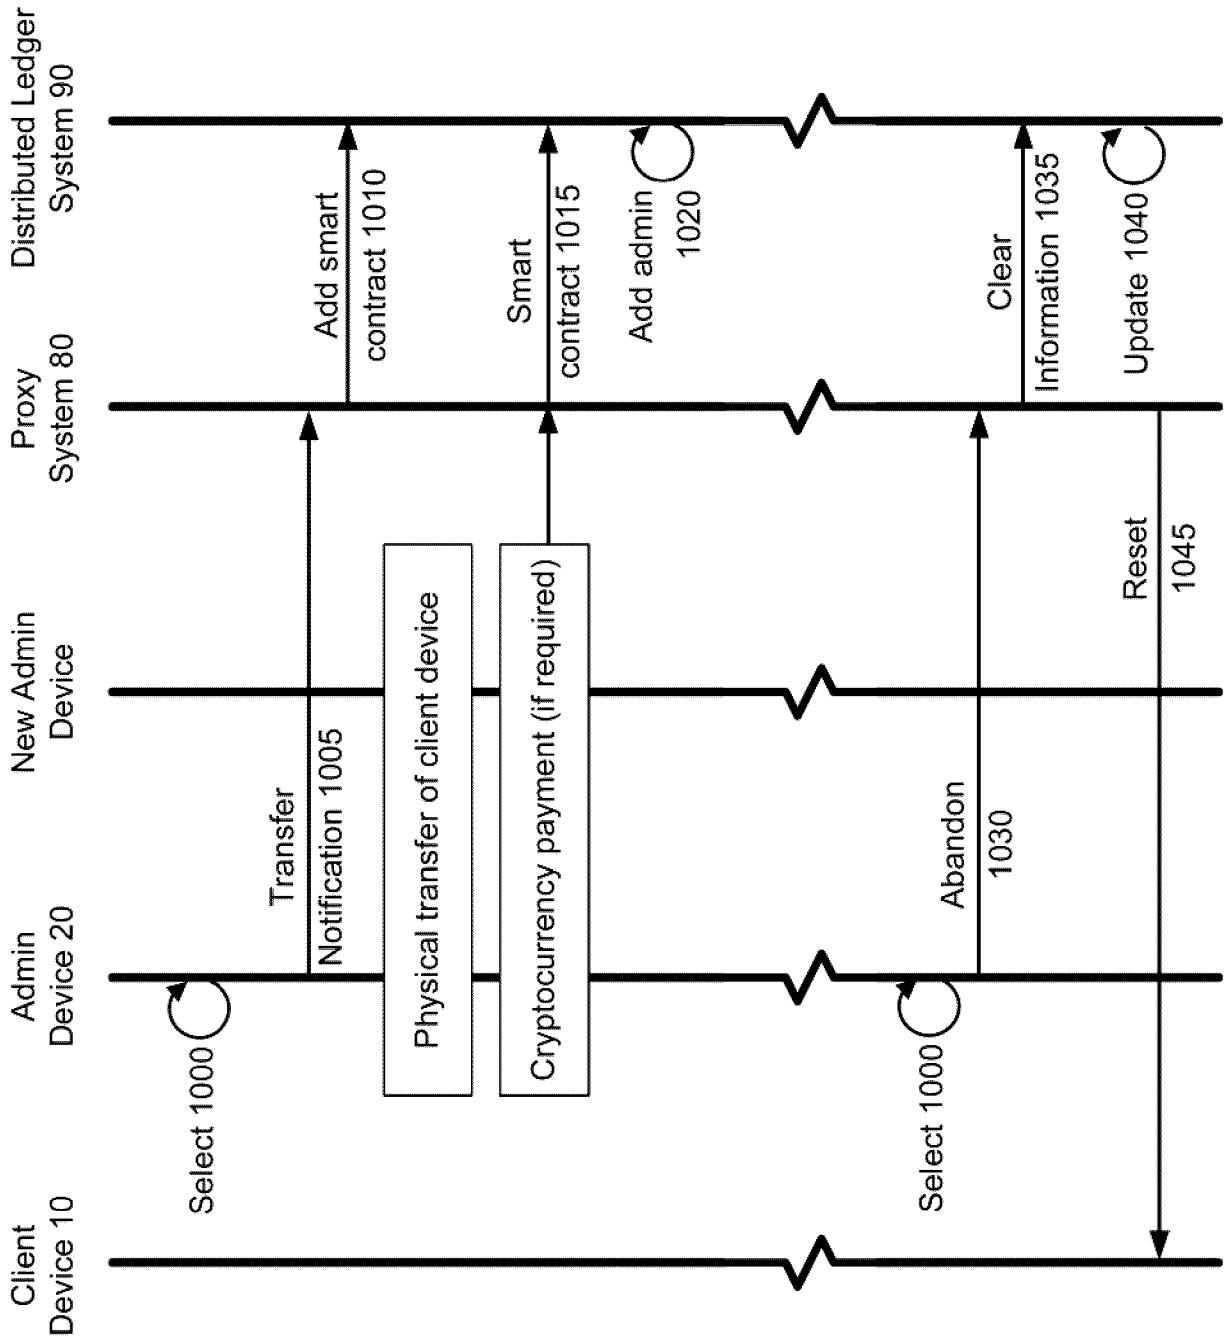 Client
Device 10
Admin
Device 20
New Admin
Device
Proxy
System 80
Distributed Ledger
System 90
Select 1000
Transfer
Notification 1005
Add smart
contract 1010
Physical transfer of client device
Cryptocurrency payment (if required)
Smart
contract 1015
Add admin
1020
Select 1000
Abandon
1030
Clear
Information 1035
Update 1040
Reset
1045